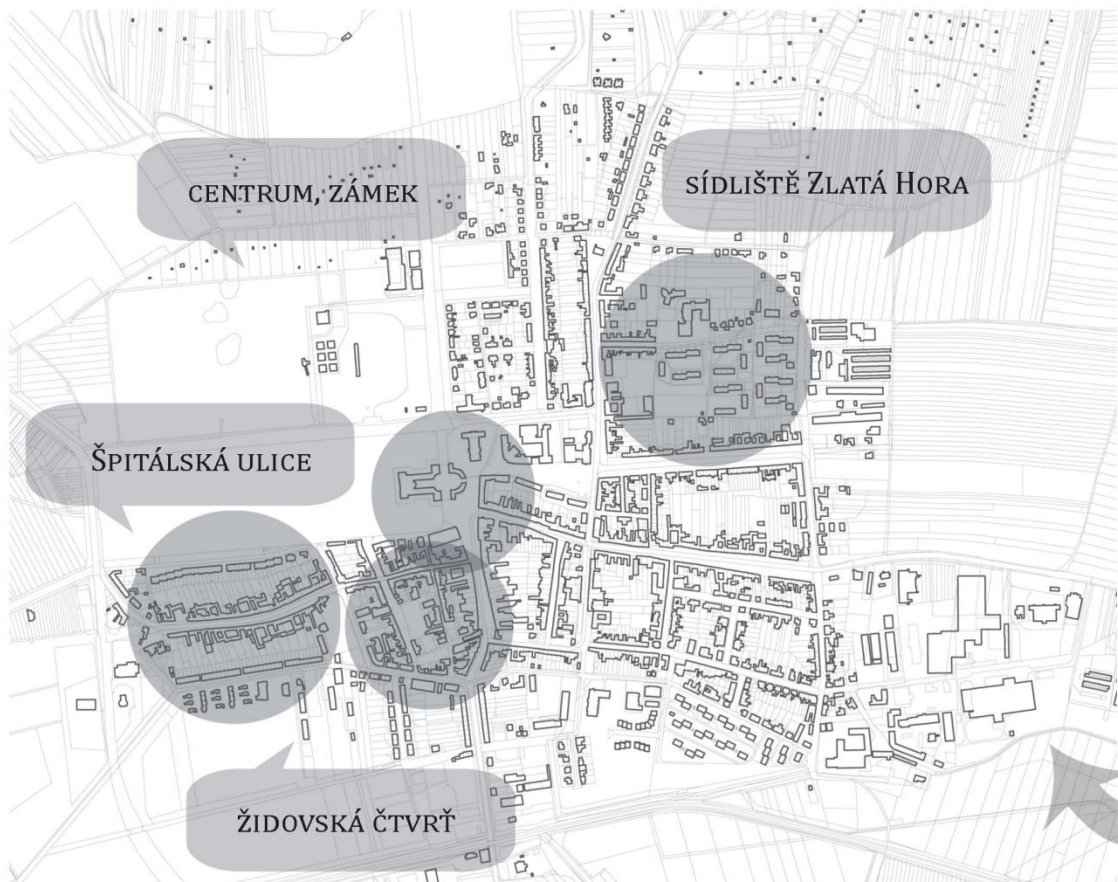 CENTRUM, ZÁMEK
SÍDLIŠTĚ ZLATÁ HORA
ŠPITÁLSKÁ ULICE
ŽIDOVSKÁ ČTVRŤ